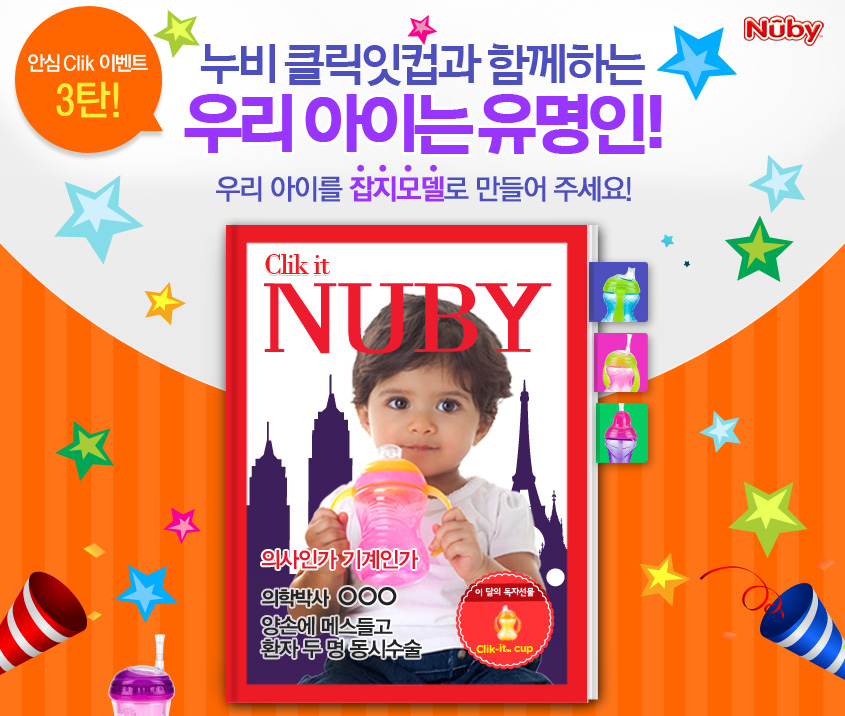 안심 Clik 이벤트
3탄!
Nûby
누비 클릭잇컵과 함께하는
우리 아이는 유명인!
우리 아이를 잡지모델로 만들어 주세요!
Clik it
NUBY
의사인가 기계인가
의학박사 OOO
양손에 메스들고
환자 두 명 동시수술
이 달의 독자선물
Clik-it™ cup